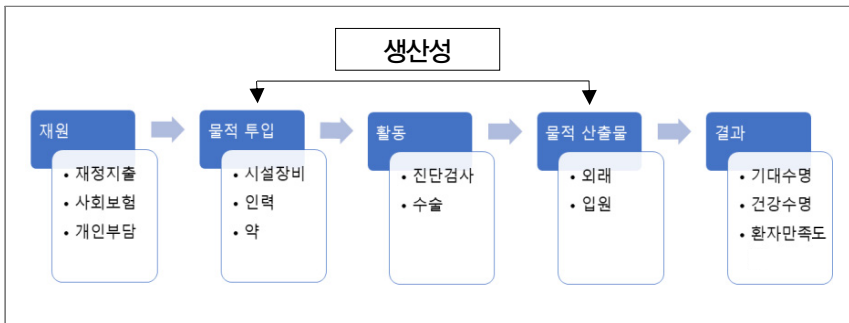 생산성
재원
• 재정지출
• 사회보험
• 개인부담
물적 투입
• 시설장비
• 인력
• 약
활동
• 진단검사
• 수술
물적 산출물
• 외래
• 입원
결과
• 기대수명
• 건강수명
• 환자만족도